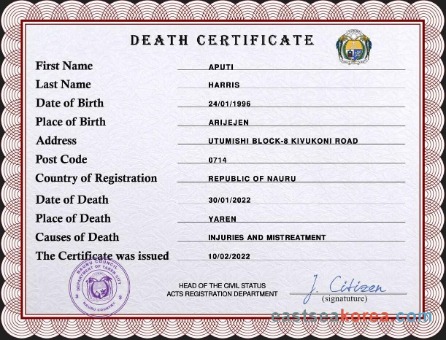 DEATH CERTIFICATE
First Name APUTI
Last Name HARRIS
Date of Birth 24/01/1996
Place of Birth ARIJEJEN
Address UTUMISHI BLOCK-8 KIVUKONI ROAD
Post Code 0714
Country of Registration REPUBLIC OF NAURU
Date of Death 30/01/2022
Place of Death YAREN
Causes of Death INJURIES AND MISTREATMENT
The Certificate was issued 10/02/2022
HEAD OF THE CIVIL STATUS
ACTS REGISTRATION DEPARTMENT
J. Citizen
(signatuture)
eastseakorea.com